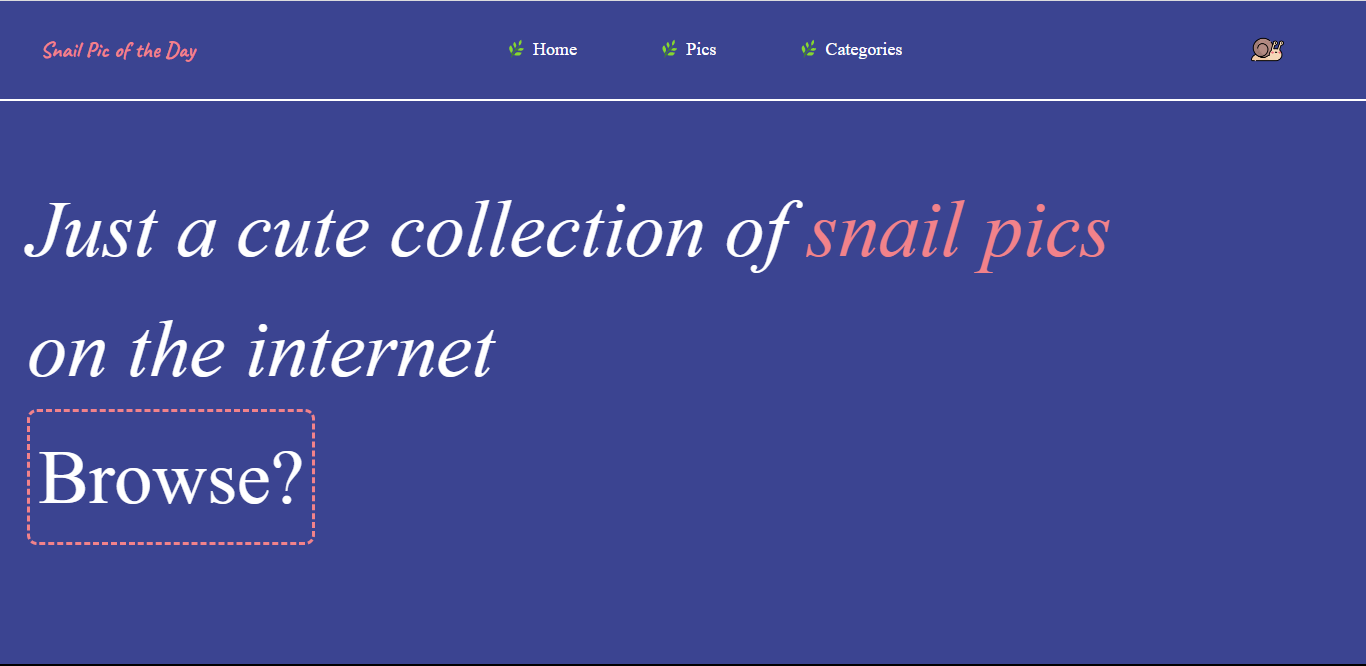 Snail Pic of the Day
🌿 Home
🌿 Pics
🌿 Categories
Just a cute collection of snail pics
on the internet
Browse?